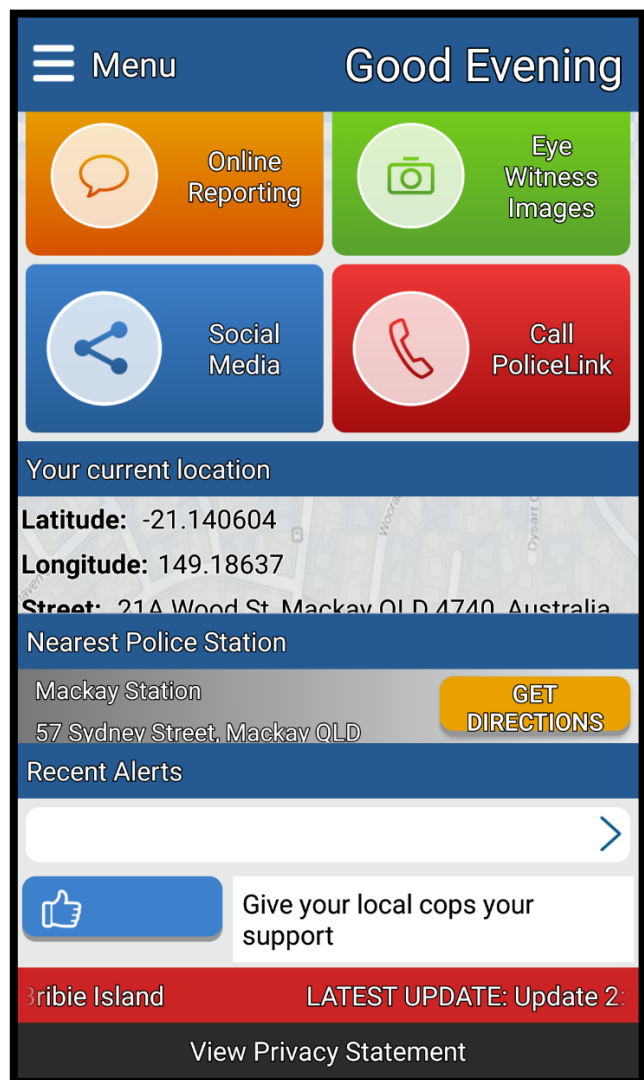 Menu
Good Evening
Online
Reporting
Eye
Witness
Images
Social
Media
Call
PoliceLink
Your current location
Latitude: -21.140604
Longitude: 149.18637
Street: 21A Wood St, Mackay QLD 4740, Australia
Dysart
Nearest Police Station
Mackay Station
57 Sydney Street, Mackay QLD
GET
DIRECTIONS
Recent Alerts
Give your local cops your
support
Bribie Island
LATEST UPDATE: Update 2:
View Privacy Statement